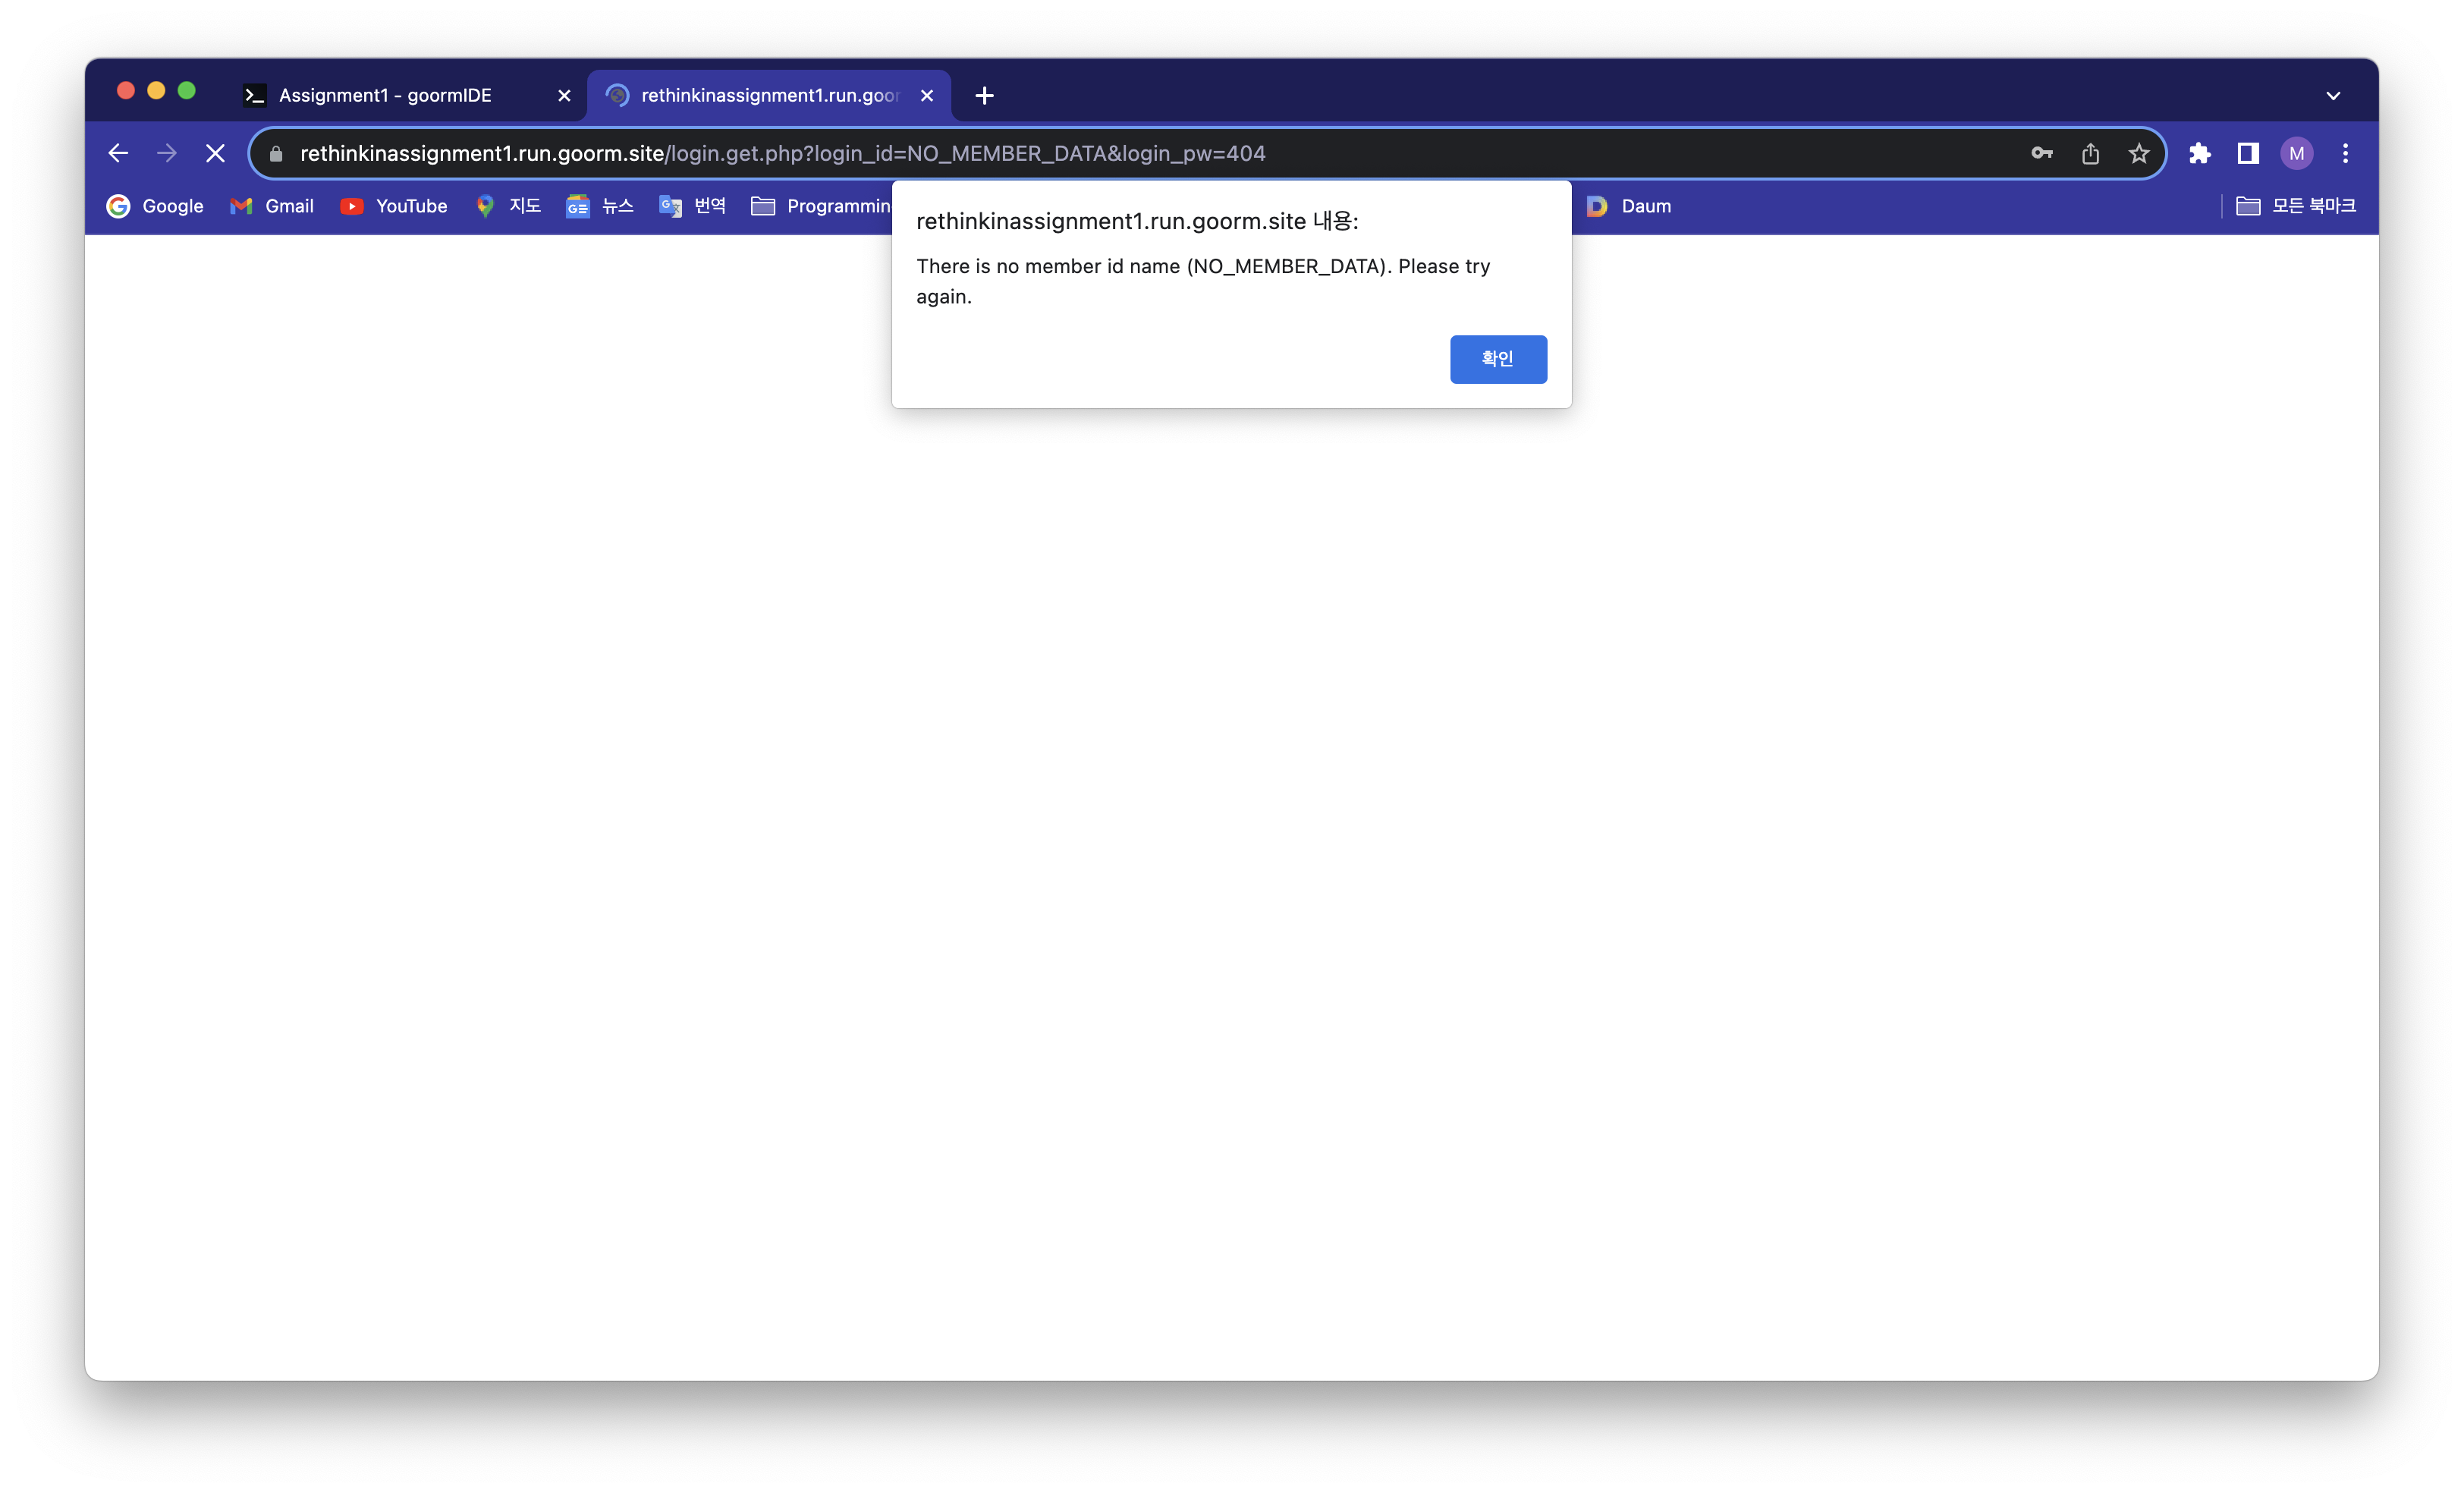 Assignment1 - goormIDE
rethinkinassignment1.run.goor
rethinkinassignment1.run.goorm.site/login.get.php?login_id=NO_MEMBER_DATA&login_pw=404
M
Google Gmail YouTube 지도 뉴스 번역 Programmin Daum 모든 북마크
rethinkinassignment1.run.goorm.site 내용:
There is no member id name (NO_MEMBER_DATA). Please try
again.
확인